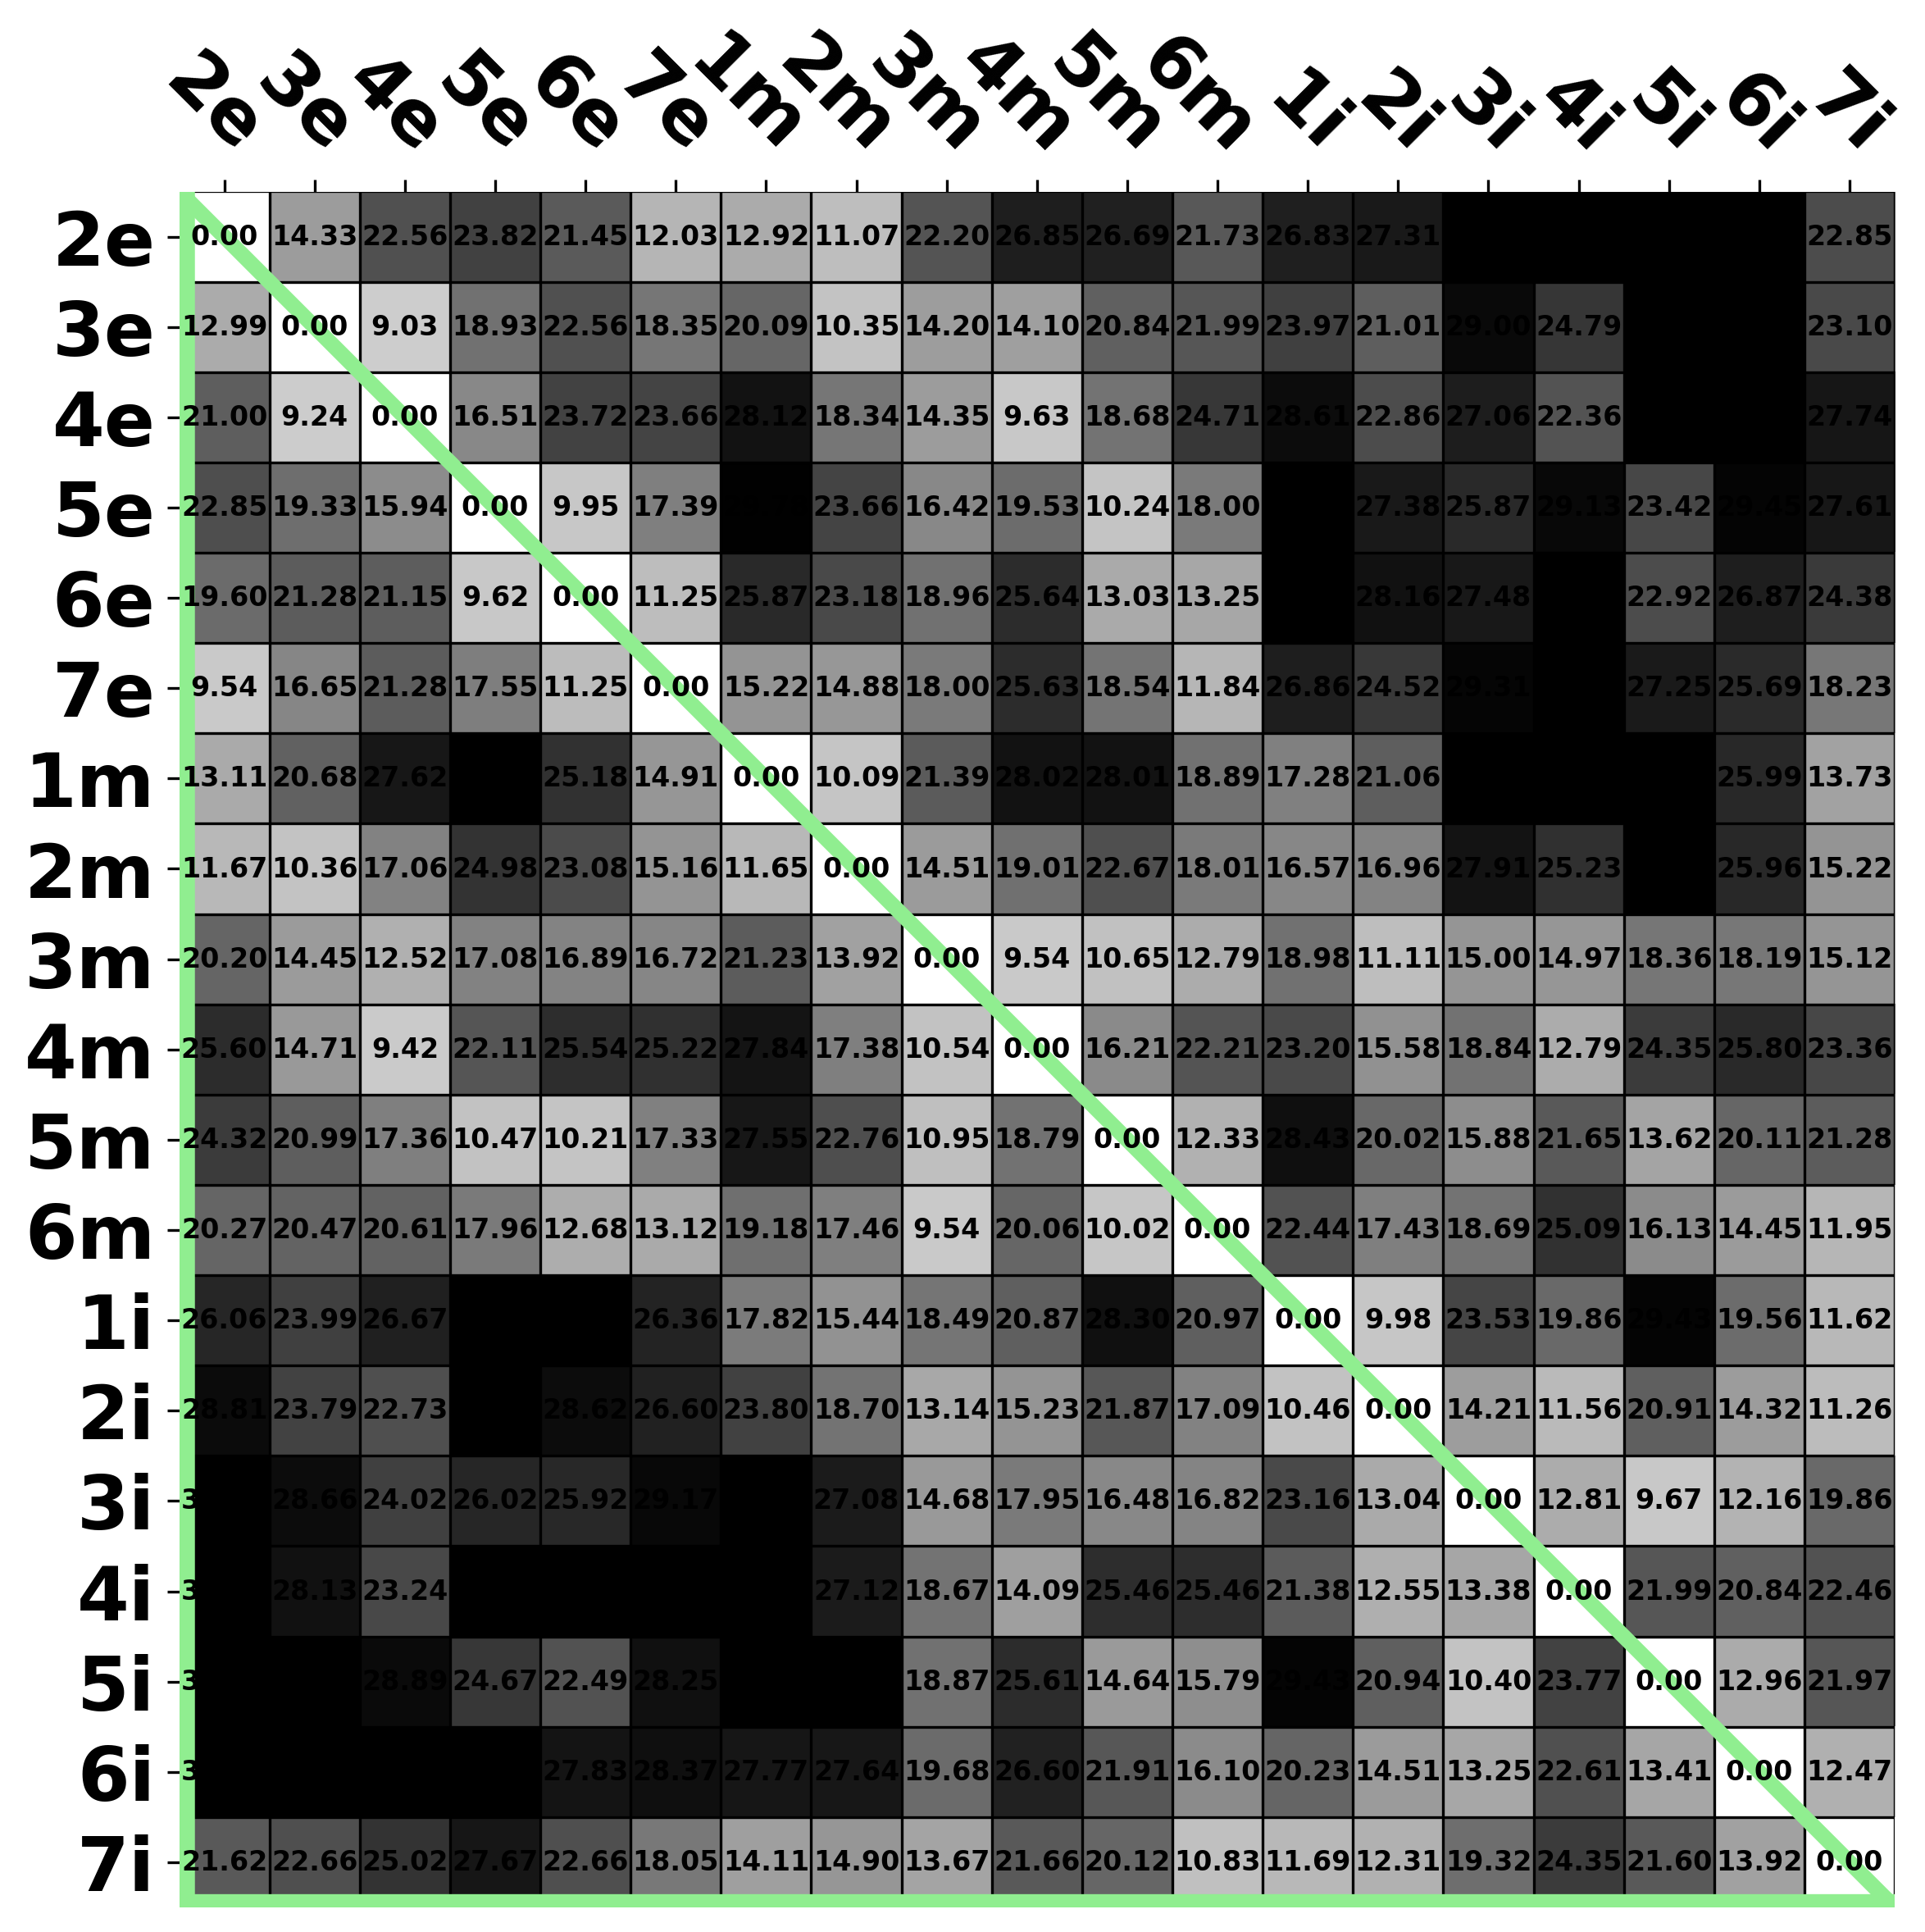 2e 3e 4e 5e 6e 7e 1m 2m 3m 4m 5m 6m 1i 2i 3i 4i 5i 6i 7i
2e 0.00 14.33 22.56 23.82 21.45 12.03 12.92 11.07 22.20 26.85 26.69 21.73 26.83 27.31 22.85
3e 12.99 0.00 9.03 18.93 22.56 18.35 20.09 10.35 14.20 14.10 20.84 21.99 23.97 21.01 29.00 24.79 23.10
4e 21.00 9.24 0.00 16.51 23.72 23.66 28.12 18.34 14.35 9.63 18.68 24.71 28.61 22.86 27.06 22.36 27.74
5e 22.85 19.33 15.94 0.00 9.95 17.39 23.66 16.42 19.53 10.24 18.00 27.38 25.87 29.13 23.42 29.45 27.61
6e 19.60 21.28 21.15 9.62 0.00 11.25 25.87 23.18 18.96 25.64 13.03 13.25 28.16 27.48 22.92 26.87 24.38
7e 9.54 16.65 21.28 17.55 11.25 0.00 15.22 14.88 18.00 25.63 18.54 11.84 26.86 24.52 29.31 27.25 25.69 18.23
1m 13.11 20.68 27.62 25.18 14.91 0.00 10.09 21.39 28.02 28.01 18.89 17.28 21.06 25.99 13.73
2m 11.67 10.36 17.06 24.98 23.08 15.16 11.65 0.00 14.51 19.01 22.67 18.01 16.57 16.96 27.91 25.23 25.96 15.22
3m 20.20 14.45 12.52 17.08 16.89 16.72 21.23 13.92 0.00 9.54 10.65 12.79 18.98 11.11 15.00 14.97 18.36 18.19 15.12
4m 25.60 14.71 9.42 22.11 25.54 25.22 27.84 17.38 10.54 0.00 16.21 22.21 23.20 15.58 18.84 12.79 24.35 25.80 23.36
5m 24.32 20.99 17.36 10.47 10.21 17.33 27.55 22.76 10.95 18.79 0.00 12.33 28.43 20.02 15.88 21.65 13.62 20.11 21.28
6m 20.27 20.47 20.61 17.96 12.68 13.12 19.18 17.46 9.54 20.06 10.02 0.00 22.44 17.43 18.69 25.09 16.13 14.45 11.95
1i 26.06 23.99 26.67 26.36 17.82 15.44 18.49 20.87 28.30 20.97 0.00 9.98 23.53 19.86 29.43 19.56 11.62
2i 28.81 23.79 22.73 28.62 26.60 23.80 18.70 13.14 15.23 21.87 17.09 10.46 0.00 14.21 11.56 20.91 14.32 11.26
3i 28.66 24.02 26.02 25.92 29.17 27.08 14.68 17.95 16.48 16.82 23.16 13.04 0.00 12.81 9.67 12.16 19.86
4i 28.13 23.24 27.12 18.67 14.09 25.46 25.46 21.38 12.55 13.38 0.00 21.99 20.84 22.46
5i 28.89 24.67 22.49 28.25 18.87 25.61 14.64 15.79 29.43 20.94 10.40 23.77 0.00 12.96 21.97
6i 27.83 28.37 27.77 27.64 19.68 26.60 21.91 16.10 20.23 14.51 13.25 22.61 13.41 0.00 12.47
7i 21.62 22.66 25.02 27.67 22.66 18.05 14.11 14.90 13.67 21.66 20.12 10.83 11.69 12.31 19.32 24.35 21.60 13.92 0.00